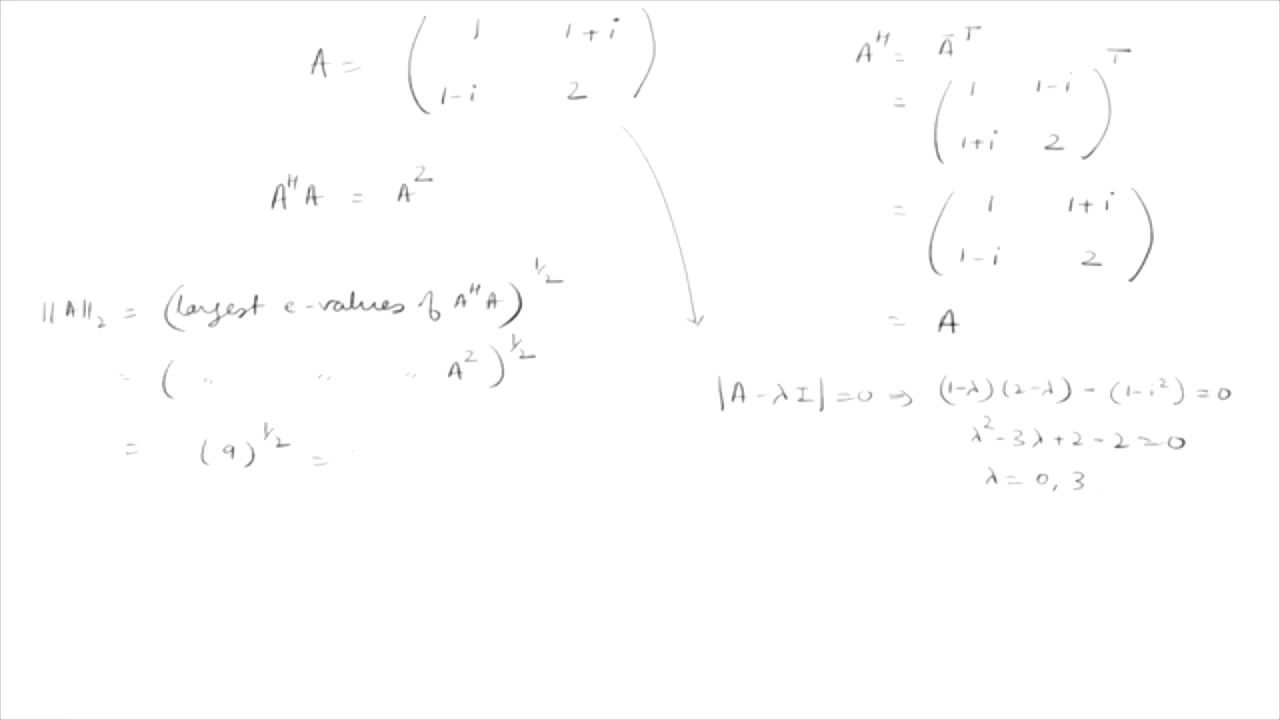 A = ( 1 1+i
1-i 2 )
A^H A = A^2
||A||_2 = (largest e-values of A^H A)^{1/2}
= ( " " " A^2 )^{1/2}
= (9)^{1/2} =
A^H = Ā^T
= ( 1 1-i
1+i 2 )^T
= ( 1 1+i
1-i 2 )
= A
|A - λI| = 0 ⇒ (1-λ)(2-λ) - (1-i^2) = 0
λ^2 - 3λ + 2 - 2 = 0
λ = 0, 3